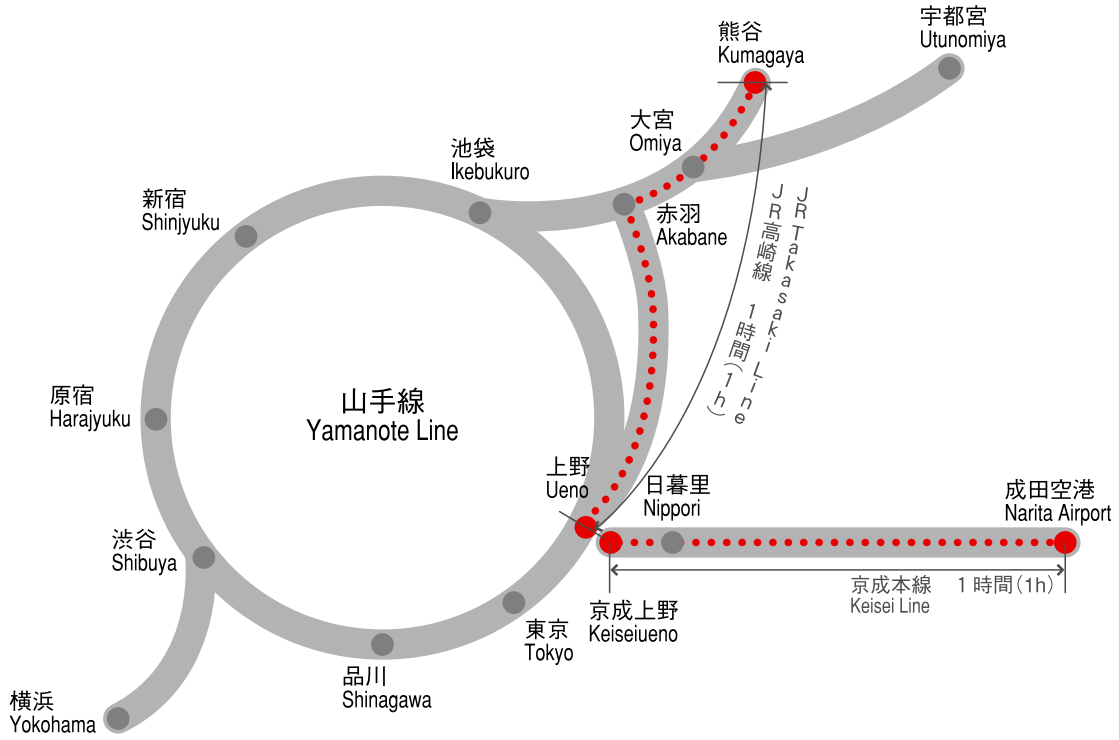 熊谷
Kumagaya
宇都宮
Utunomiya
大宮
Omiya
池袋
Ikebukuro
新宿
Shinjyuku
赤羽
Akabane
JR Takasaki Line
JR高崎線 1時間(1h)
原宿
Harajyuku
山手線
Yamanote Line
上野
Ueno
日暮里
Nippori
成田空港
Narita Airport
渋谷
Shibuya
京成本線 1時間(1h)
Keisei Line
京成上野
Keiseiueno
東京
Tokyo
品川
Shinagawa
横浜
Yokohama